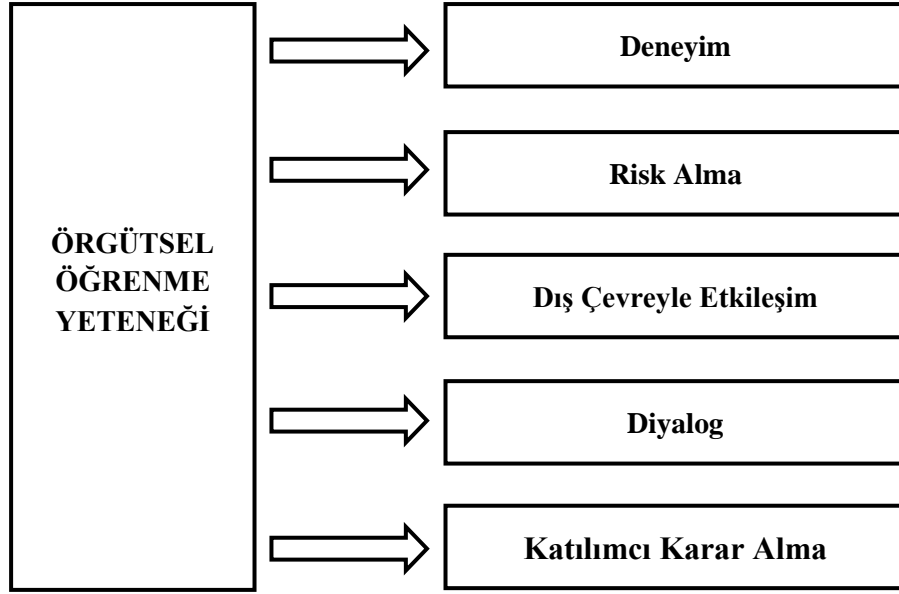 ÖRGÜTSEL
ÖĞRENME
YETENEĞİ
Deneyim
Risk Alma
Dış Çevreyle Etkileşim
Diyalog
Katılımcı Karar Alma